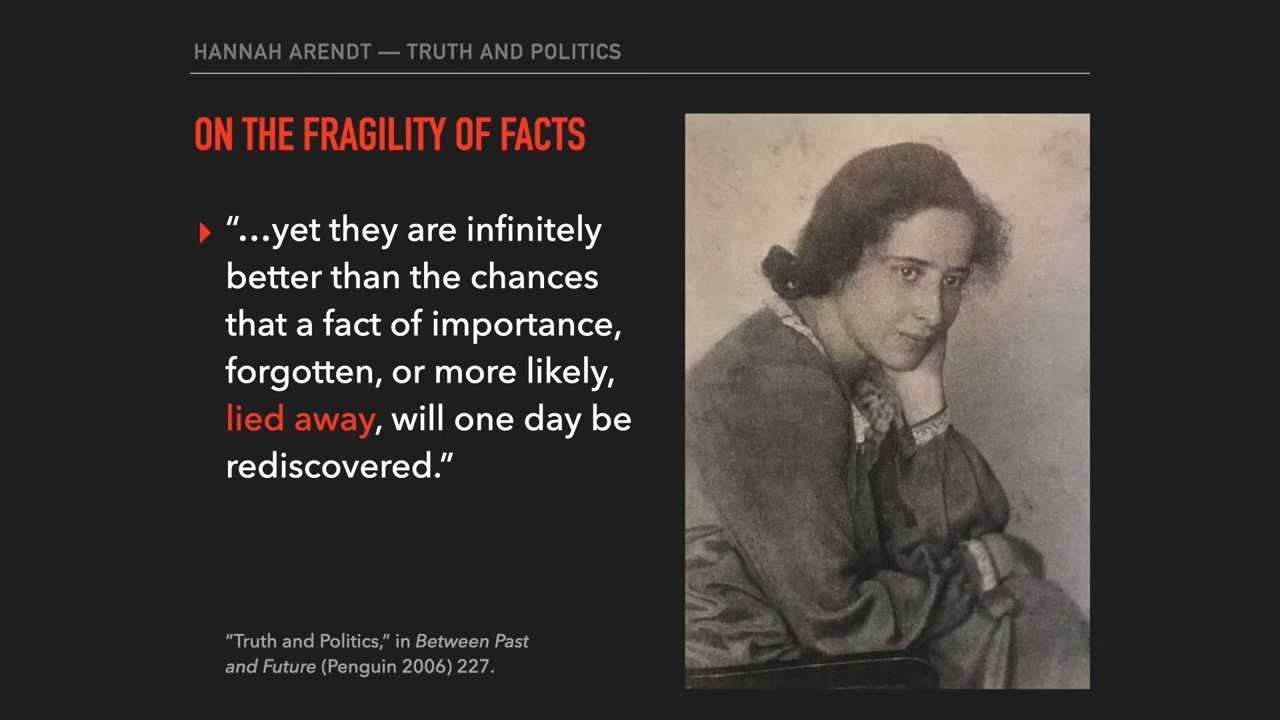 HANNAH ARENDT — TRUTH AND POLITICS
ON THE FRAGILITY OF FACTS
“…yet they are infinitely
better than the chances
that a fact of importance,
forgotten, or more likely,
lied away, will one day be
rediscovered.”
“Truth and Politics,” in Between Past
and Future (Penguin 2006) 227.